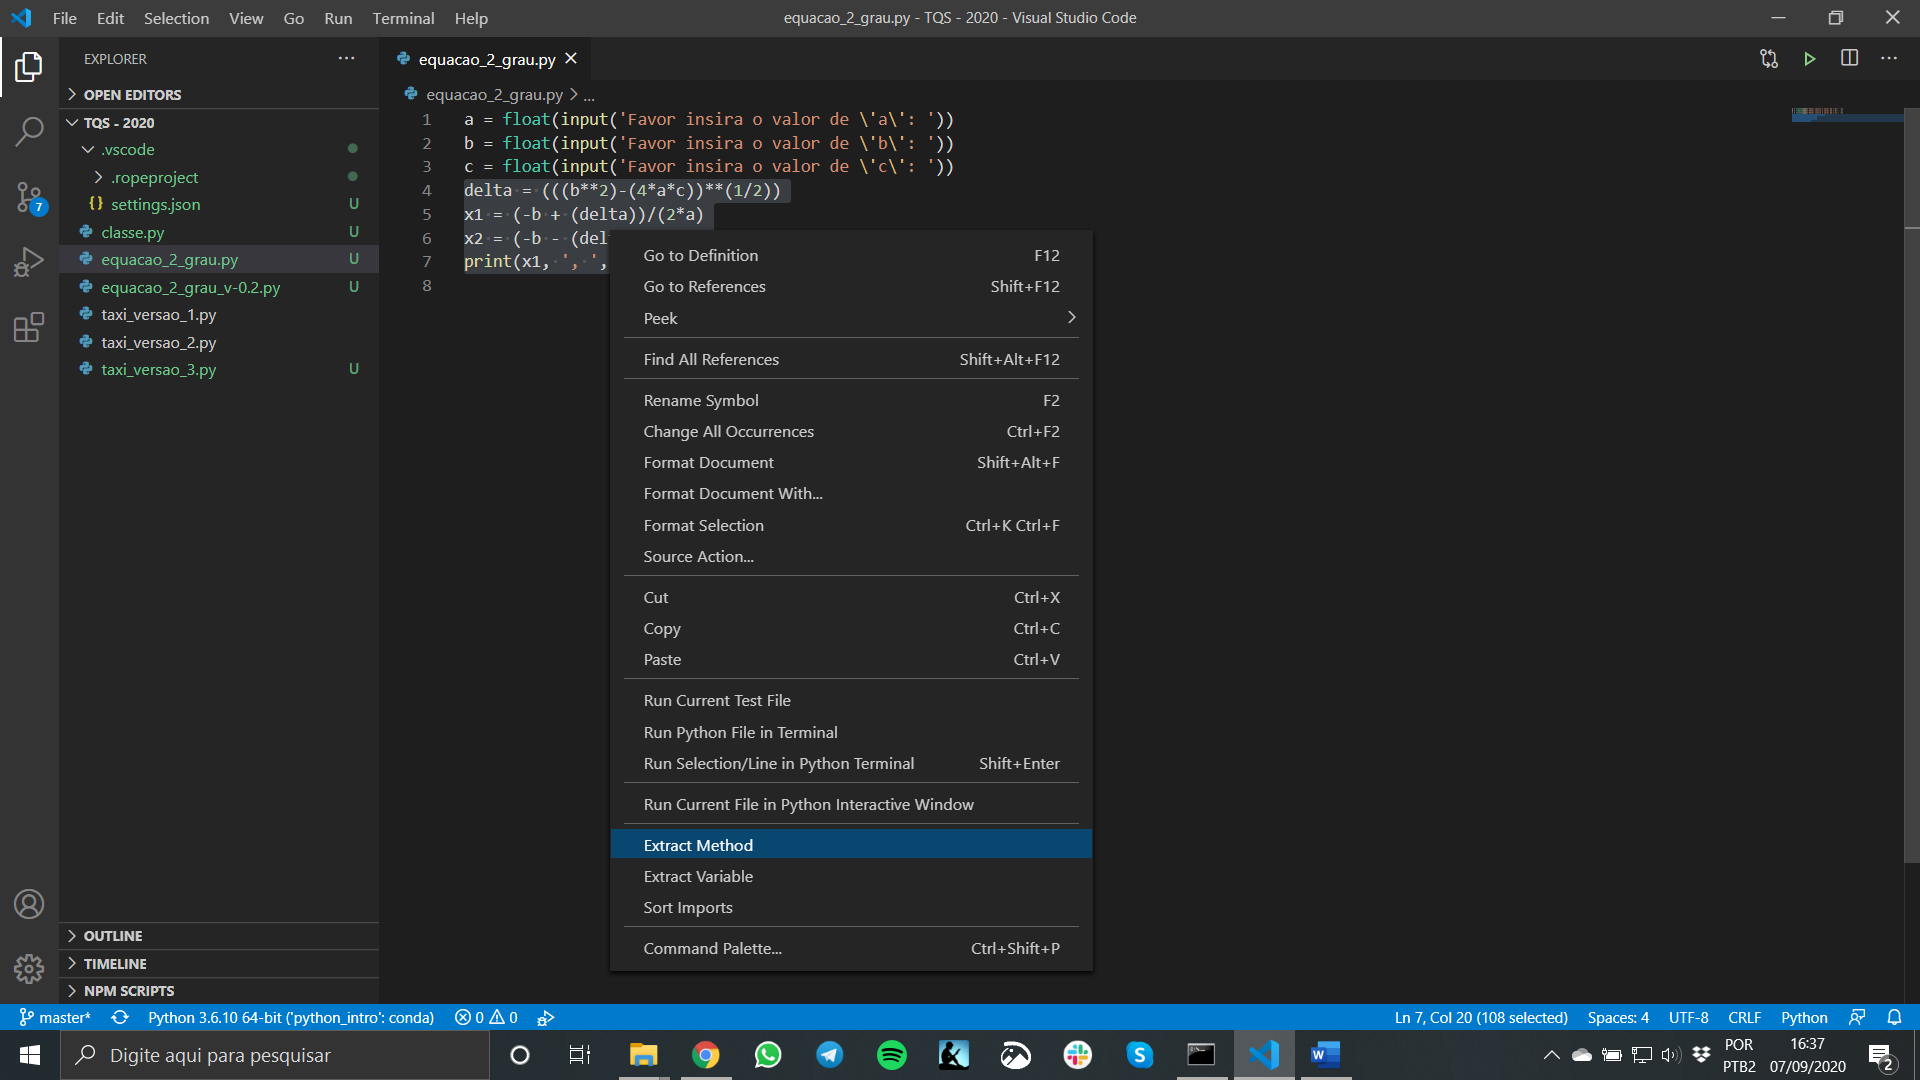 File Edit Selection View Go Run Terminal Help
equacao_2_grau.py - TQS - 2020 - Visual Studio Code
EXPLORER
OPEN EDITORS
TQS - 2020
.vscode
.ropeproject
settings.json U
classe.py U
equacao_2_grau.py U
equacao_2_grau_v-0.2.py U
taxi_versao_1.py
taxi_versao_2.py
taxi_versao_3.py U
OUTLINE
TIMELINE
NPM SCRIPTS
7
equacao_2_grau.py
equacao_2_grau.py > ...
1 a = float(input('Favor insira o valor de \'a\': '))
2 b = float(input('Favor insira o valor de \'b\': '))
3 c = float(input('Favor insira o valor de \'c\': '))
4 delta = (((b**2)-(4*a*c))**(1/2))
5 x1 = (-b + (delta))/(2*a)
6 x2 = (-b - (del
7 print(x1, ', ',
8
Go to Definition F12
Go to References Shift+F12
Peek
Find All References Shift+Alt+F12
Rename Symbol F2
Change All Occurrences Ctrl+F2
Format Document Shift+Alt+F
Format Document With...
Format Selection Ctrl+K Ctrl+F
Source Action...
Cut Ctrl+X
Copy Ctrl+C
Paste Ctrl+V
Run Current Test File
Run Python File in Terminal
Run Selection/Line in Python Terminal Shift+Enter
Run Current File in Python Interactive Window
Extract Method
Extract Variable
Sort Imports
Command Palette... Ctrl+Shift+P
master* Python 3.6.10 64-bit ('python_intro': conda) 0 0 Ln 7, Col 20 (108 selected) Spaces: 4 UTF-8 CRLF Python
Digite aqui para pesquisar
POR
PTB2
16:37
07/09/2020
2